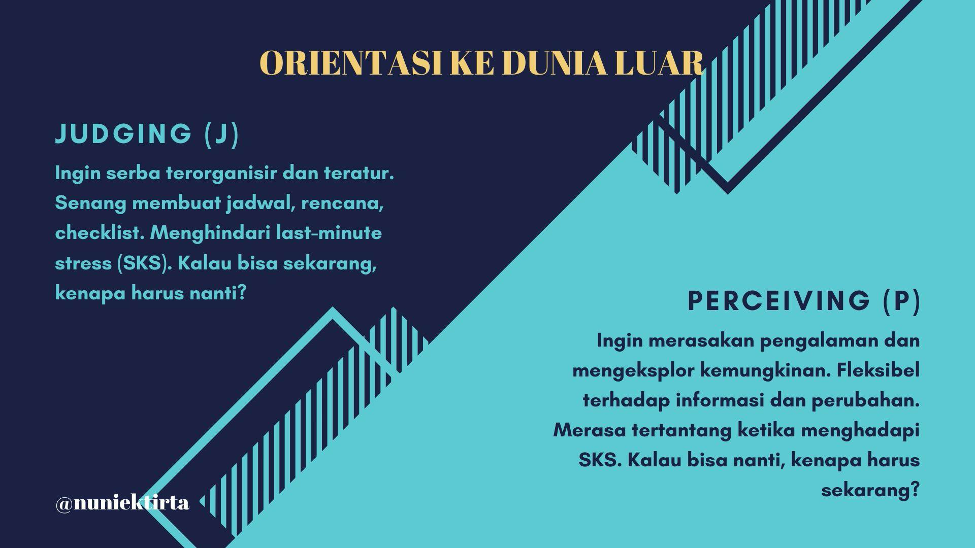 ORIENTASI KE DUNIA LUAR
JUDGING (J)
Ingin serba terorganisir dan teratur.
Senang membuat jadwal, rencana,
checklist. Menghindari last-minute
stress (SKS). Kalau bisa sekarang,
kenapa harus nanti?
PERCEIVING (P)
Ingin merasakan pengalaman dan
mengeksplor kemungkinan. Fleksibel
terhadap informasi dan perubahan.
Merasa tertantang ketika menghadapi
SKS. Kalau bisa nanti, kenapa harus
sekarang?
@nuniektirta